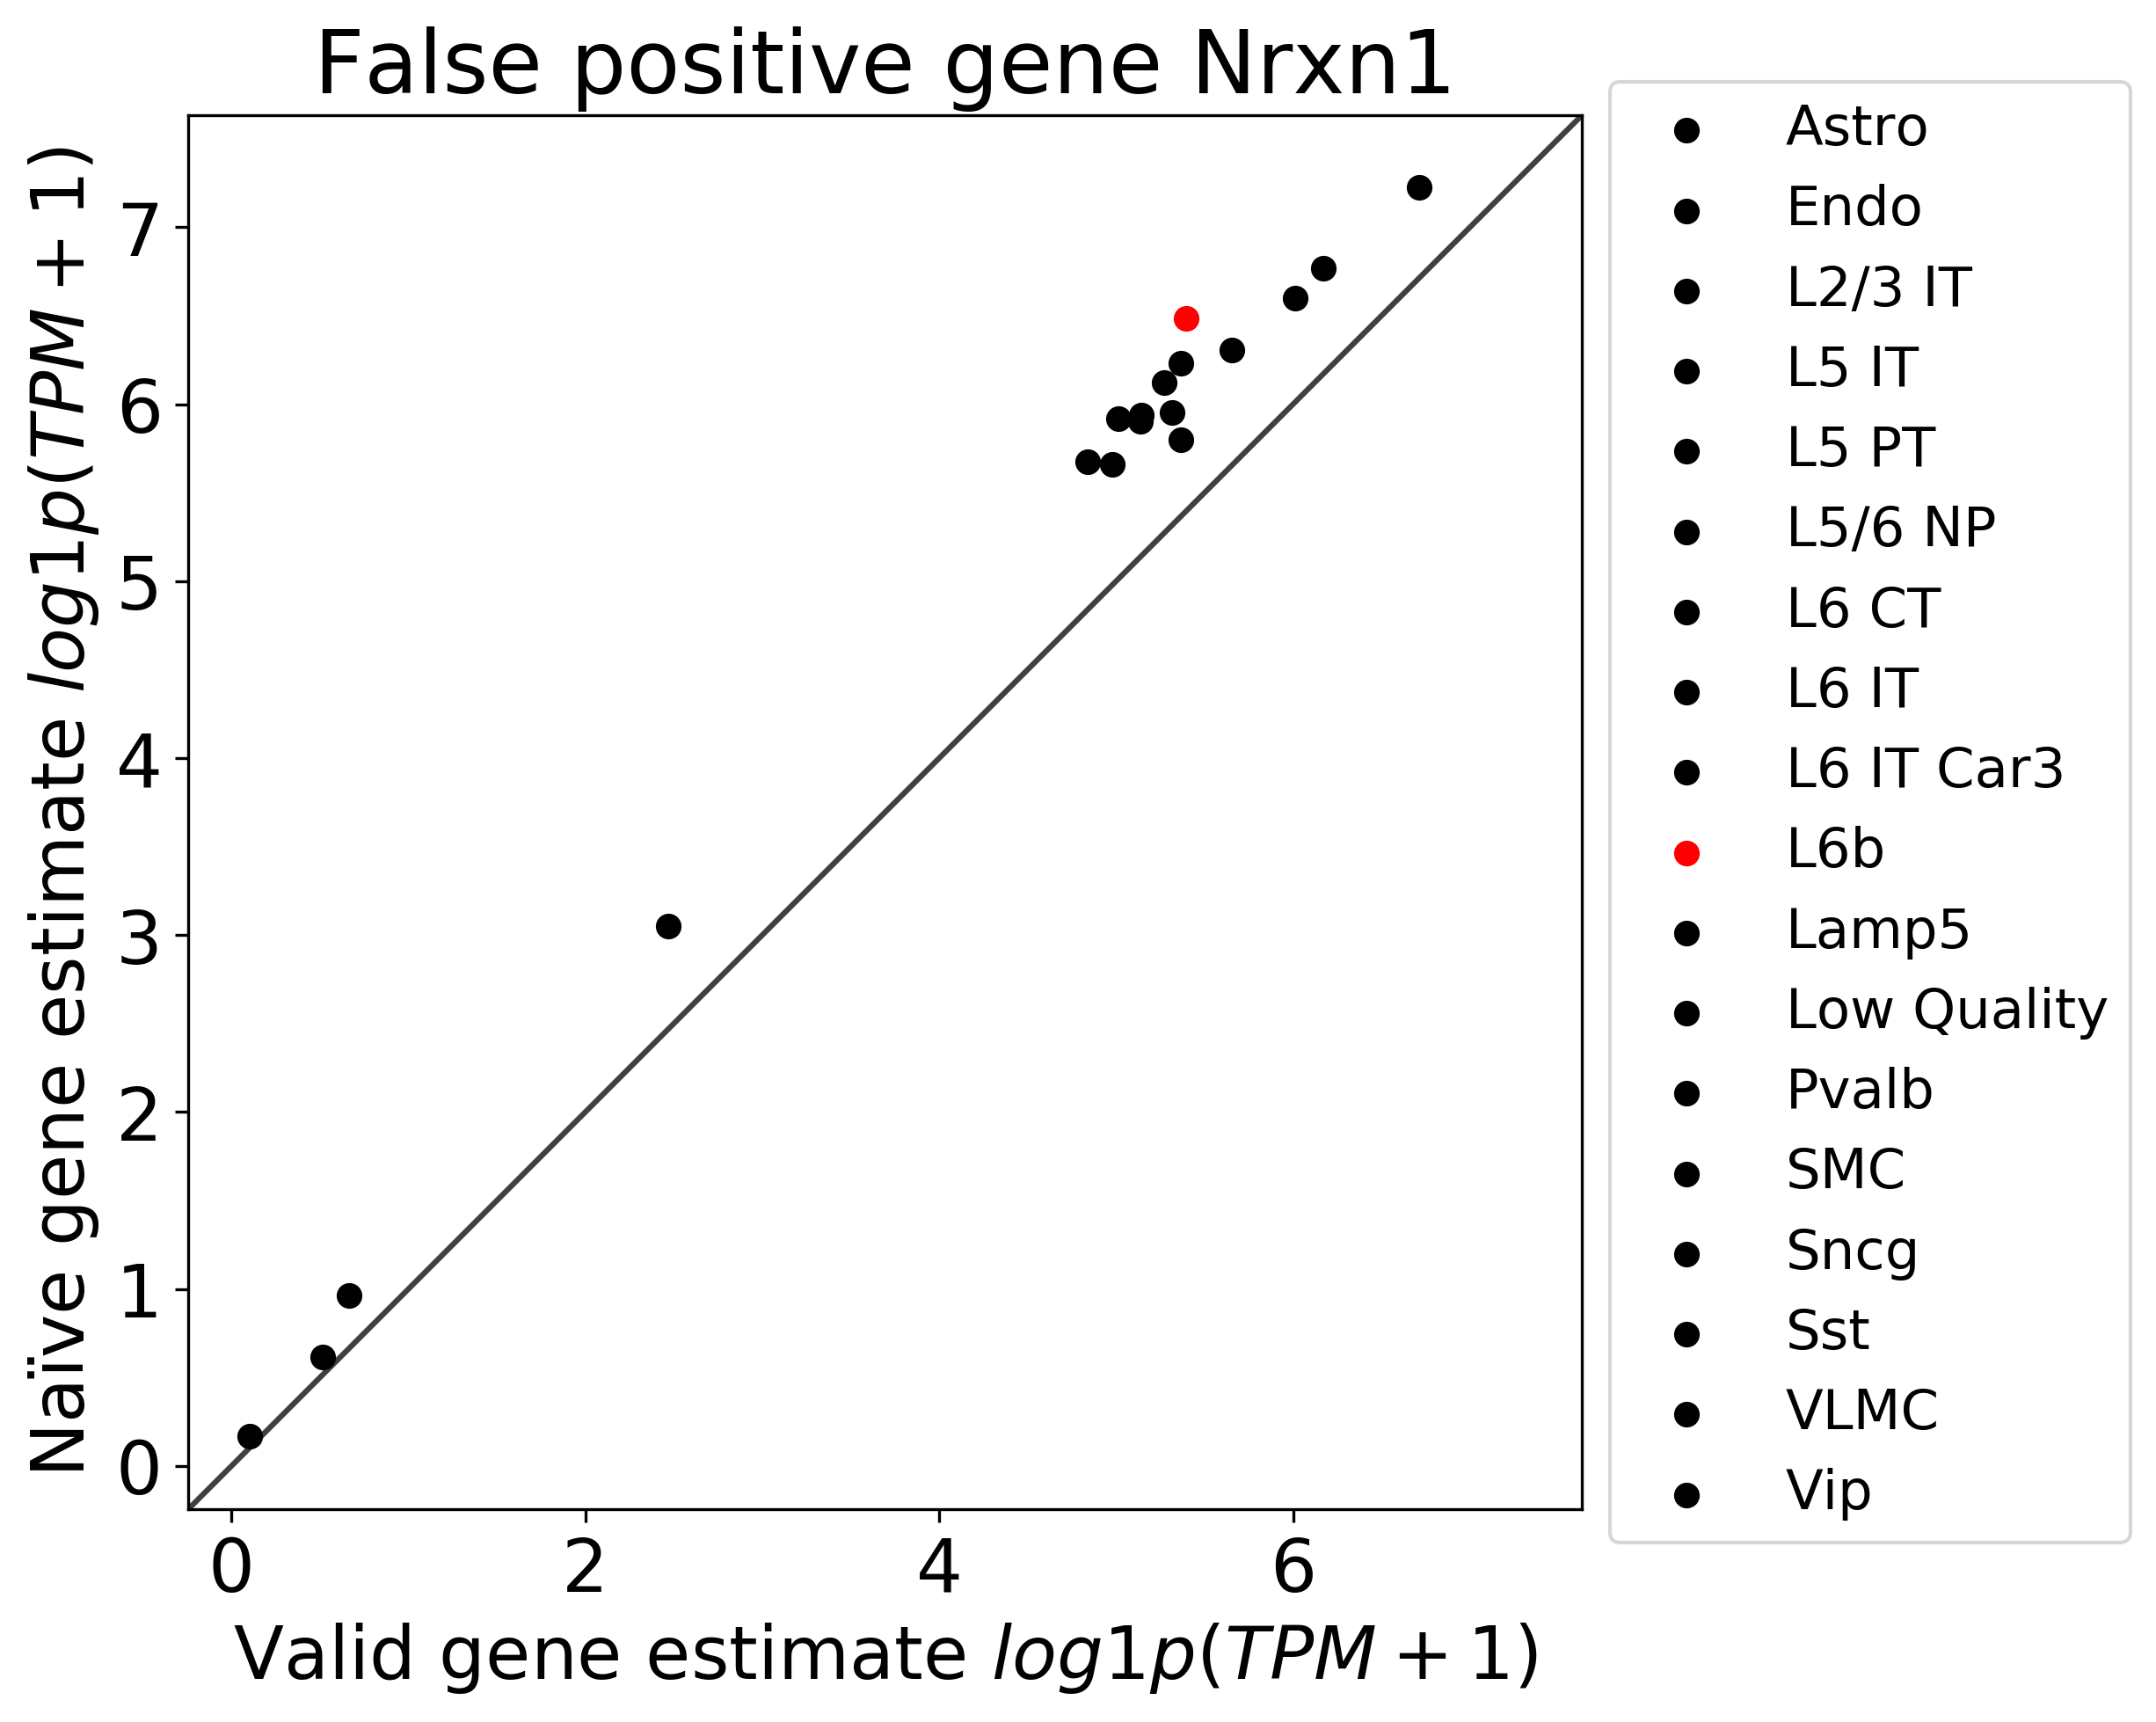 False positive gene Nrxn1
Naïve gene estimate log1p(TPM + 1)
7
6
5
4
3
2
1
0
0 2 4 6
Valid gene estimate log1p(TPM + 1)
Astro
Endo
L2/3 IT
L5 IT
L5 PT
L5/6 NP
L6 CT
L6 IT
L6 IT Car3
L6b
Lamp5
Low Quality
Pvalb
SMC
Sncg
Sst
VLMC
Vip